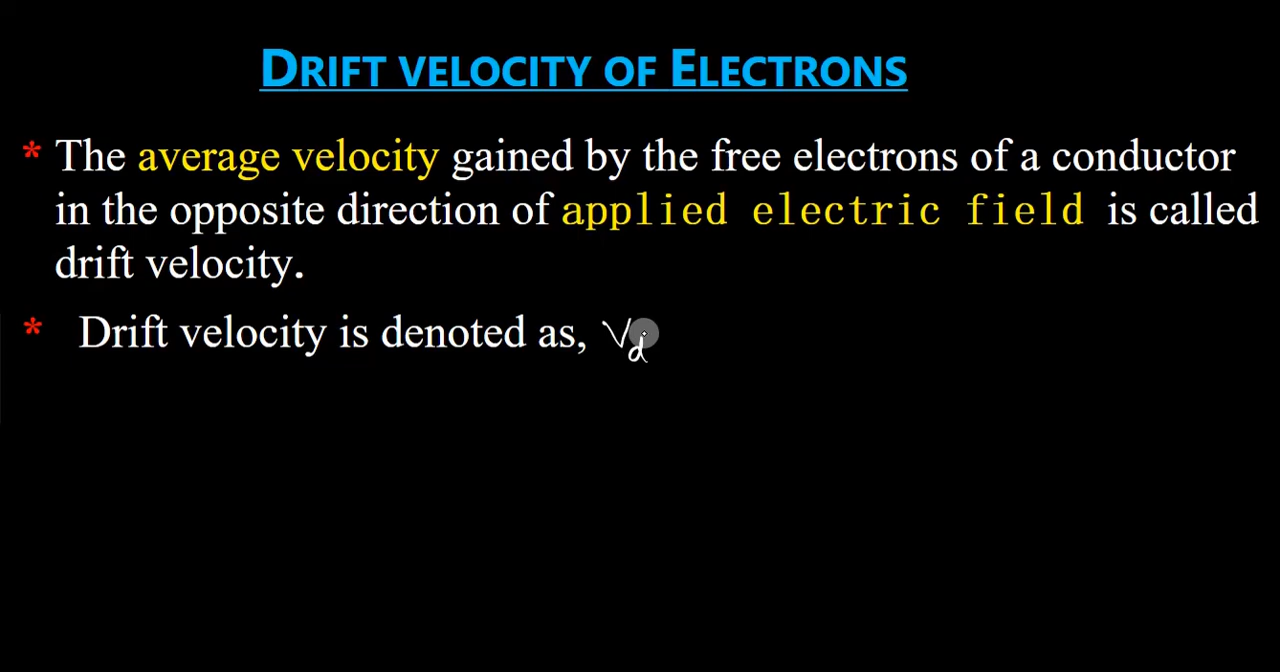 DRIFT VELOCITY OF ELECTRONS
* The average velocity gained by the free electrons of a conductor
in the opposite direction of applied electric field is called
drift velocity.
* Drift velocity is denoted as, Vd